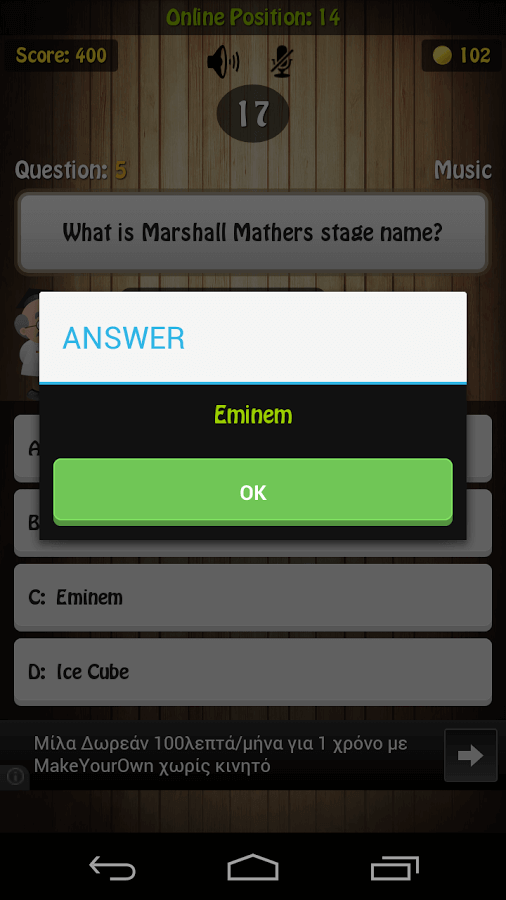 Online Position: 14
Score: 400
102
17
Question: 5
Music
What is Marshall Mathers stage name?
ANSWER
Eminem
OK
A
B
C: Eminem
D: Ice Cube
Μίλα Δωρεάν 100λεπτά/μήνα για 1 χρόνο με
MakeYourOwn χωρίς κινητό